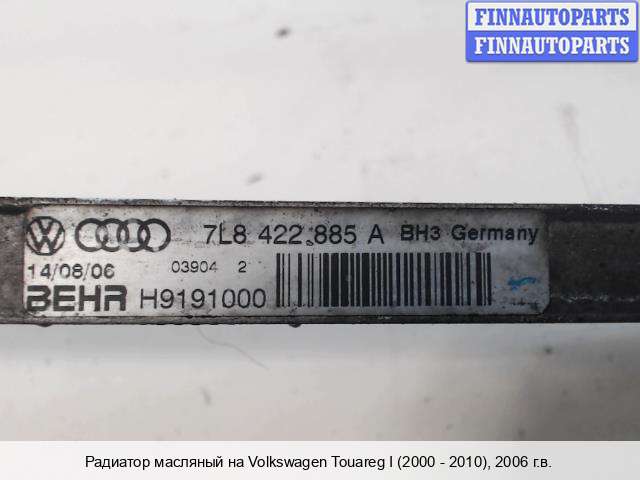 FINNAUTOPARTS
FINNAUTOPARTS
7L8 422 885 A BH3 Germany
14/08/06 03904 2
BEHR H9191000
Радиатор масляный на Volkswagen Touareg I (2000 - 2010), 2006 г.в.